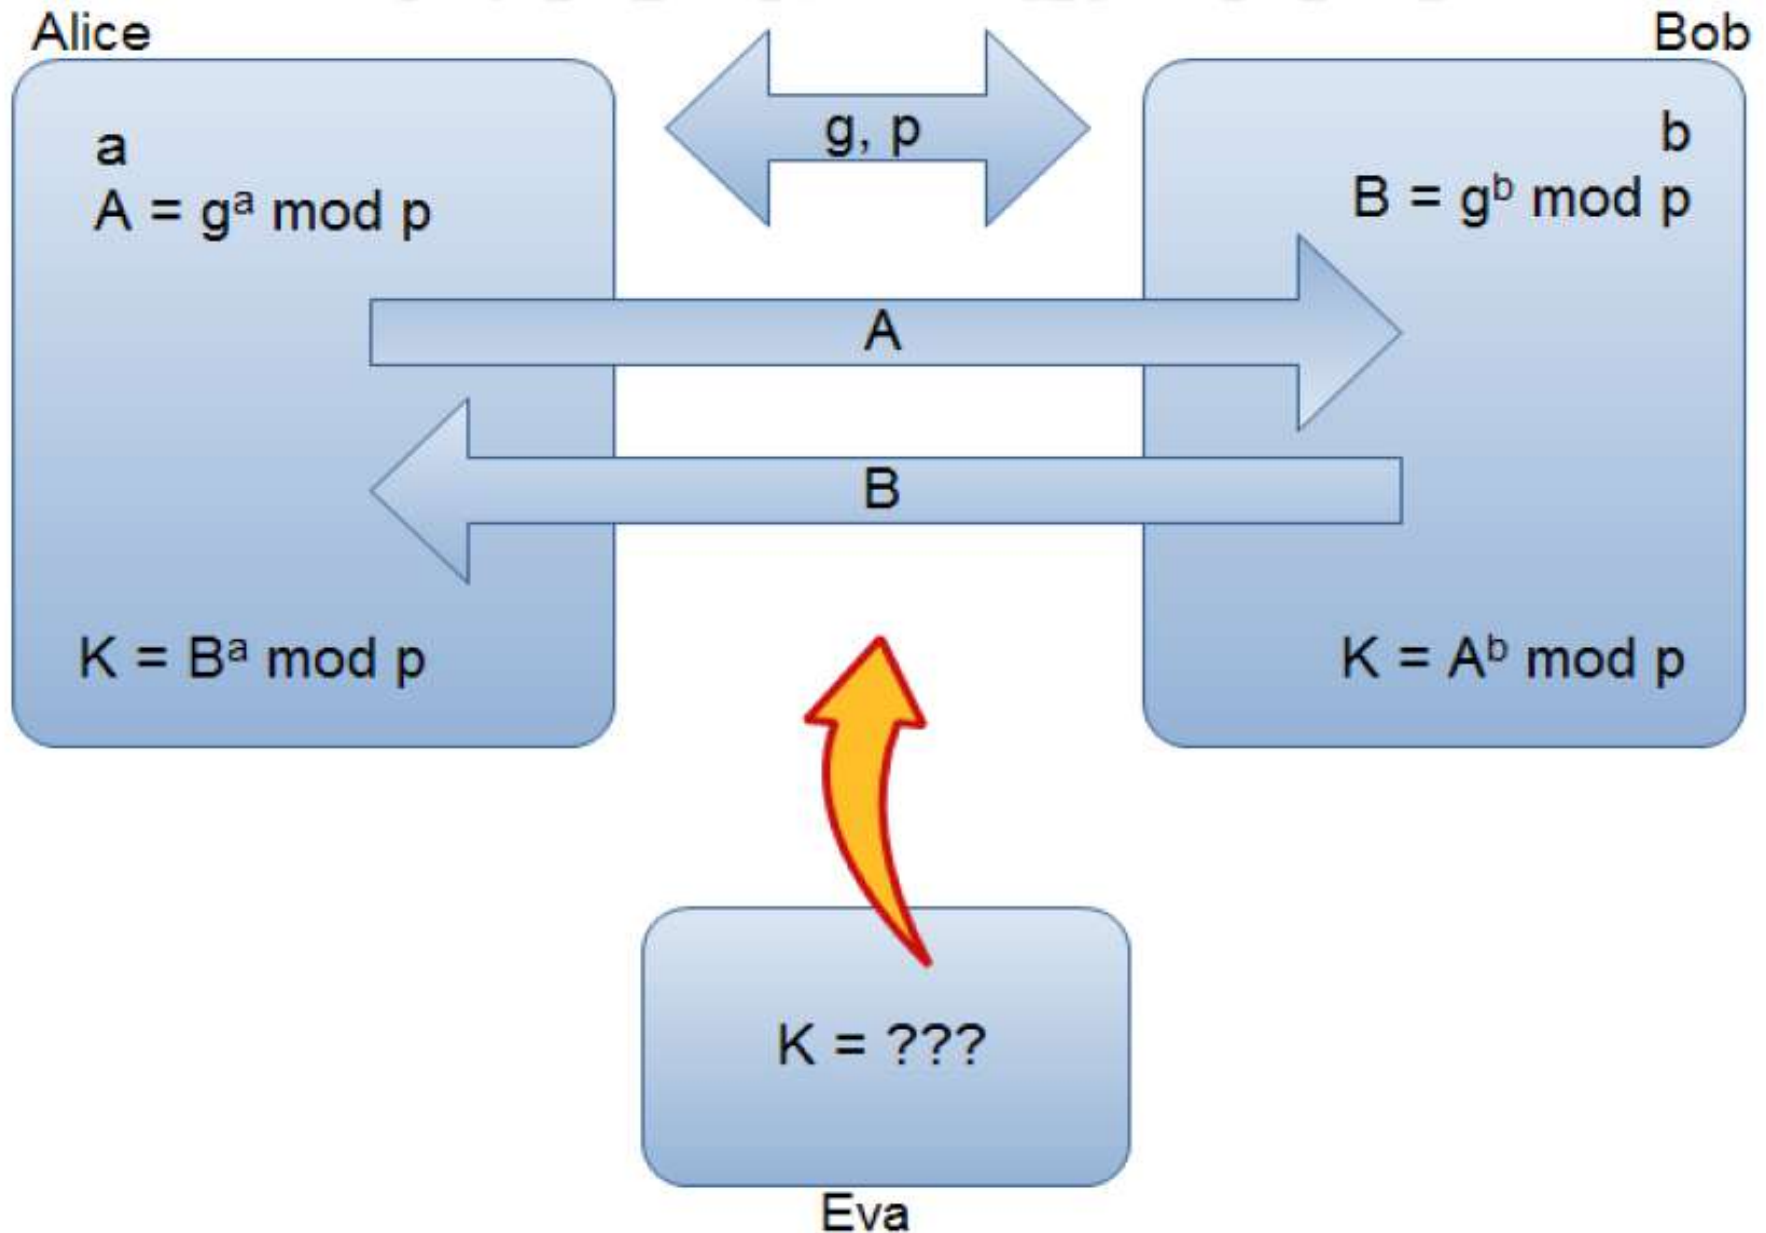 Alice
Bob
g, p
a
A = gᵃ mod p
b
B = gᵇ mod p
A
B
K = Bᵃ mod p
K = Aᵇ mod p
K = ???
Eva